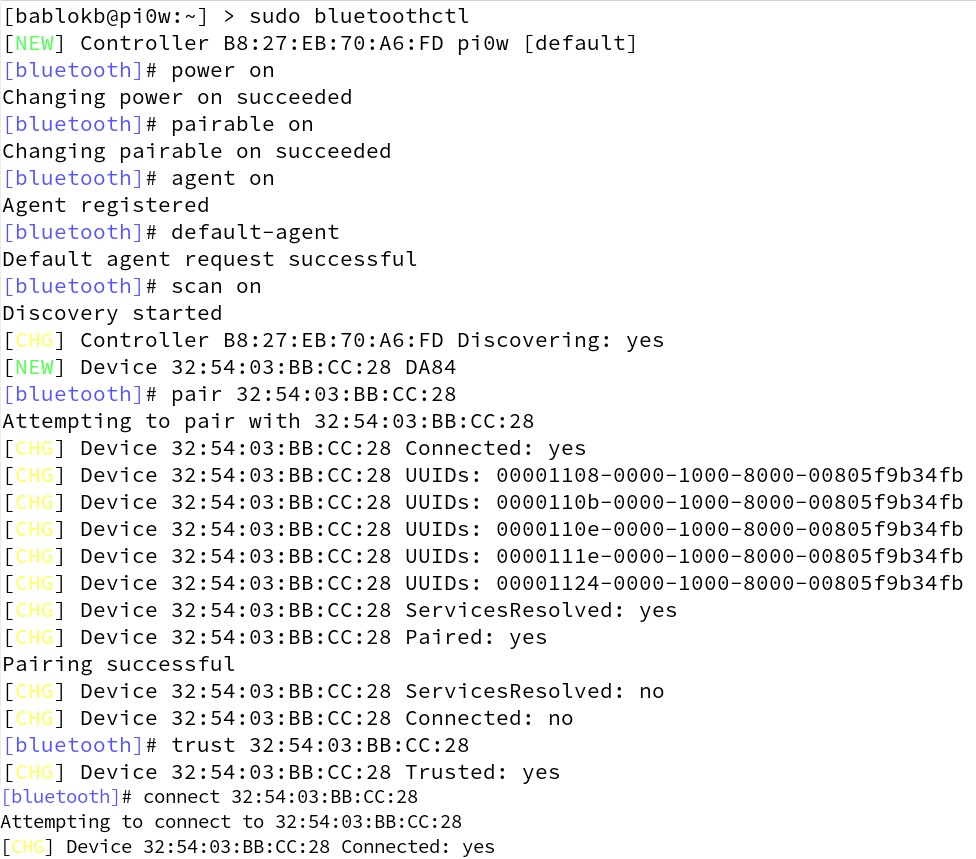 [bablokb@pi0w:~] > sudo bluetoothctl
[NEW] Controller B8:27:EB:70:A6:FD pi0w [default]
[bluetooth]# power on
Changing power on succeeded
[bluetooth]# pairable on
Changing pairable on succeeded
[bluetooth]# agent on
Agent registered
[bluetooth]# default-agent
Default agent request successful
[bluetooth]# scan on
Discovery started
[CHG] Controller B8:27:EB:70:A6:FD Discovering: yes
[NEW] Device 32:54:03:BB:CC:28 DA84
[bluetooth]# pair 32:54:03:BB:CC:28
Attempting to pair with 32:54:03:BB:CC:28
[CHG] Device 32:54:03:BB:CC:28 Connected: yes
[CHG] Device 32:54:03:BB:CC:28 UUIDs: 00001108-0000-1000-8000-00805f9b34fb
[CHG] Device 32:54:03:BB:CC:28 UUIDs: 0000110b-0000-1000-8000-00805f9b34fb
[CHG] Device 32:54:03:BB:CC:28 UUIDs: 0000110e-0000-1000-8000-00805f9b34fb
[CHG] Device 32:54:03:BB:CC:28 UUIDs: 0000111e-0000-1000-8000-00805f9b34fb
[CHG] Device 32:54:03:BB:CC:28 UUIDs: 00001124-0000-1000-8000-00805f9b34fb
[CHG] Device 32:54:03:BB:CC:28 ServicesResolved: yes
[CHG] Device 32:54:03:BB:CC:28 Paired: yes
Pairing successful
[CHG] Device 32:54:03:BB:CC:28 ServicesResolved: no
[CHG] Device 32:54:03:BB:CC:28 Connected: no
[bluetooth]# trust 32:54:03:BB:CC:28
[CHG] Device 32:54:03:BB:CC:28 Trusted: yes
[bluetooth]# connect 32:54:03:BB:CC:28
Attempting to connect to 32:54:03:BB:CC:28
[CHG] Device 32:54:03:BB:CC:28 Connected: yes